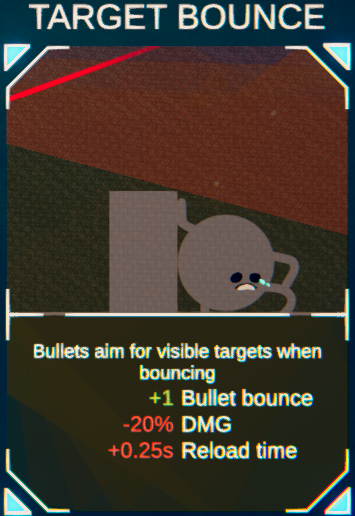 TARGET BOUNCE
Bullets aim for visible targets when
bouncing
+1 Bullet bounce
-20% DMG
+0.25s Reload time